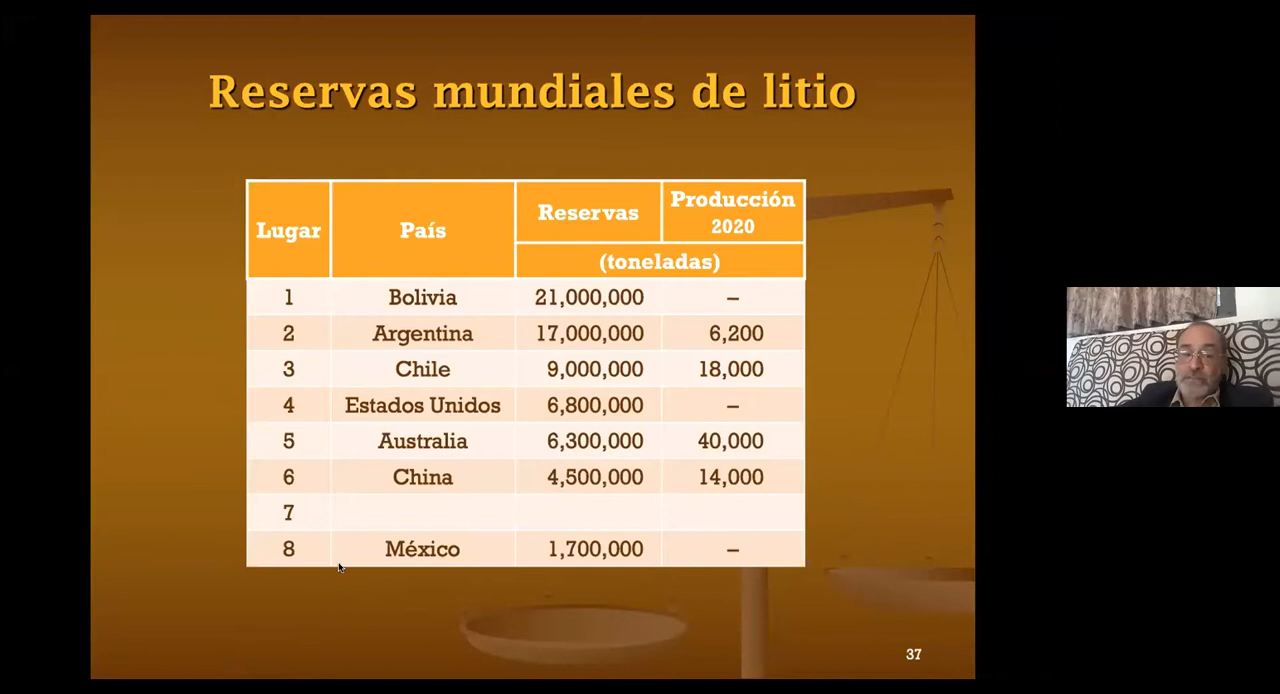 Reservas mundiales de litio
Lugar País Reservas Producción 2020
(toneladas)
1 Bolivia 21,000,000 –
2 Argentina 17,000,000 6,200
3 Chile 9,000,000 18,000
4 Estados Unidos 6,800,000 –
5 Australia 6,300,000 40,000
6 China 4,500,000 14,000
7
8 México 1,700,000 –
37